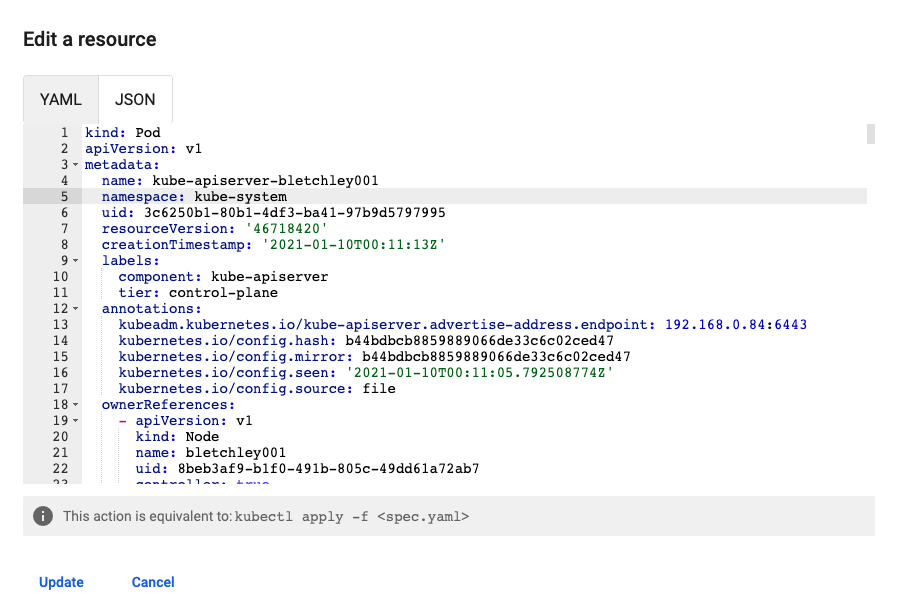 Edit a resource
YAML JSON
1 kind: Pod
2 apiVersion: v1
3 metadata:
4 name: kube-apiserver-bletchley001
5 namespace: kube-system
6 uid: 3c6250b1-80b1-4df3-ba41-97b9d5797995
7 resourceVersion: '46718420'
8 creationTimestamp: '2021-01-10T00:11:13Z'
9 labels:
10 component: kube-apiserver
11 tier: control-plane
12 annotations:
13 kubeadm.kubernetes.io/kube-apiserver.advertise-address.endpoint: 192.168.0.84:6443
14 kubernetes.io/config.hash: b44bdbcb8859889066de33c6c02ced47
15 kubernetes.io/config.mirror: b44bdbcb8859889066de33c6c02ced47
16 kubernetes.io/config.seen: '2021-01-10T00:11:05.792508774Z'
17 kubernetes.io/config.source: file
18 ownerReferences:
19 - apiVersion: v1
20 kind: Node
21 name: bletchley001
22 uid: 8beb3af9-b1f0-491b-805c-49dd61a72ab7
23 controller: true
This action is equivalent to: kubectl apply -f <spec.yaml>
Update Cancel